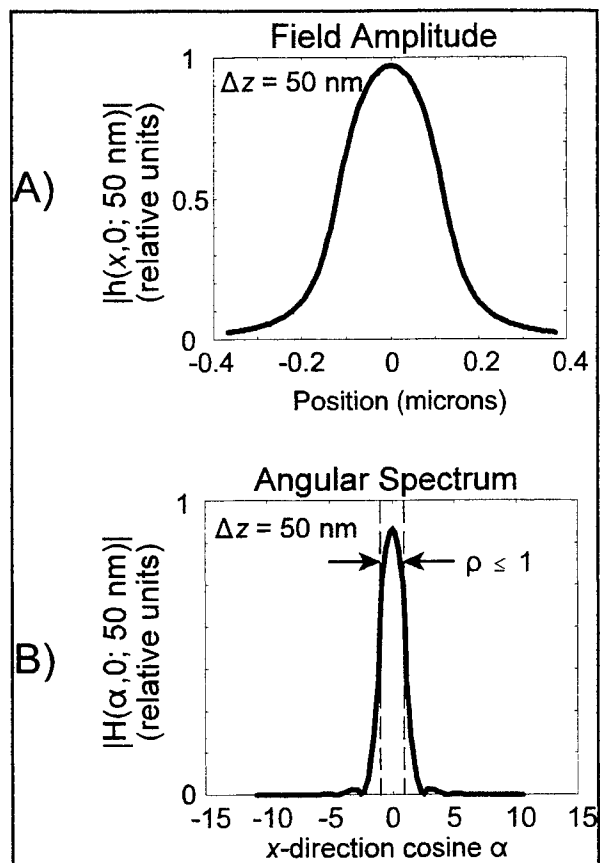 Field Amplitude
Δz = 50 nm
A)
|h(x,0; 50 nm)|
(relative units)
1
0.5
0
-0.4
-0.2
0
0.2
0.4
Position (microns)
Angular Spectrum
Δz = 50 nm
ρ ≤ 1
B)
|H(α,0; 50 nm)|
(relative units)
1
0
-15
-10
-5
0
5
10
15
x-direction cosine α